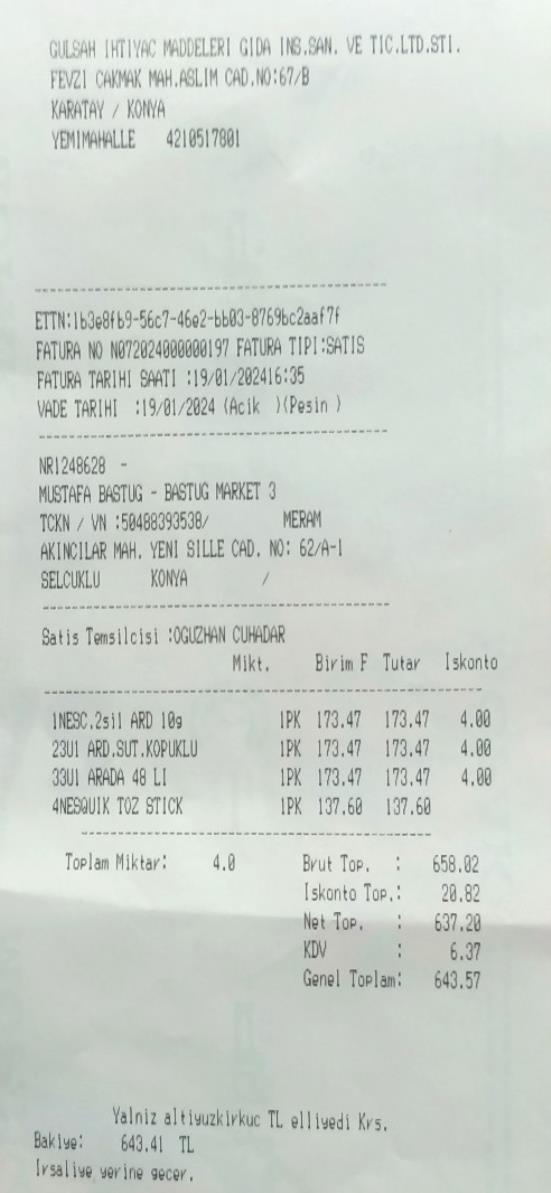 GULSAH IHTIYAC MADDELERI GIDA INS.SAN. VE TIC.LTD.STI.
FEVZI CAKMAK MAH.ASLIM CAD.NO:67/B
KARATAY / KONYA
YEMIMAHALLE 4210517801
ETTN:1b3e8fb9-56c7-46e2-bb03-8769bc2aaf7f
FATURA NO N072024000000197 FATURA TIPI:SATIS
FATURA TARIHI SAATI :19/01/202416:35
VADE TARIHI :19/01/2024 (Acik )(Pesin )
NR1248628 -
MUSTAFA BASTUG - BASTUG MARKET 3
TCKN / VN :50488393538/ MERAM
AKINCILAR MAH. YENI SILLE CAD. NO: 62/A-1
SELCUKLU KONYA /
Satis Temsilcisi :OGUZHAN CUHADAR
Mikt. Birim F Tutar Iskonto
1NESC.2si1 ARD 10g 1PK 173.47 173.47 4.00
23U1 ARD.SUT.KOPUKLU 1PK 173.47 173.47 4.00
33U1 ARADA 48 LI 1PK 173.47 173.47 4.00
4NESQUIK TOZ STICK 1PK 137.60 137.60
Toplam Miktar: 4.0 Brut Top. : 658.02
Iskonto Top.: 20.82
Net Top. : 637.20
KDV : 6.37
Genel Toplam: 643.57
Yalniz altiyuzkirkuc TL elliyedi Krs.
Bakiye: 643.41 TL
Irsaliye yerine gecer.